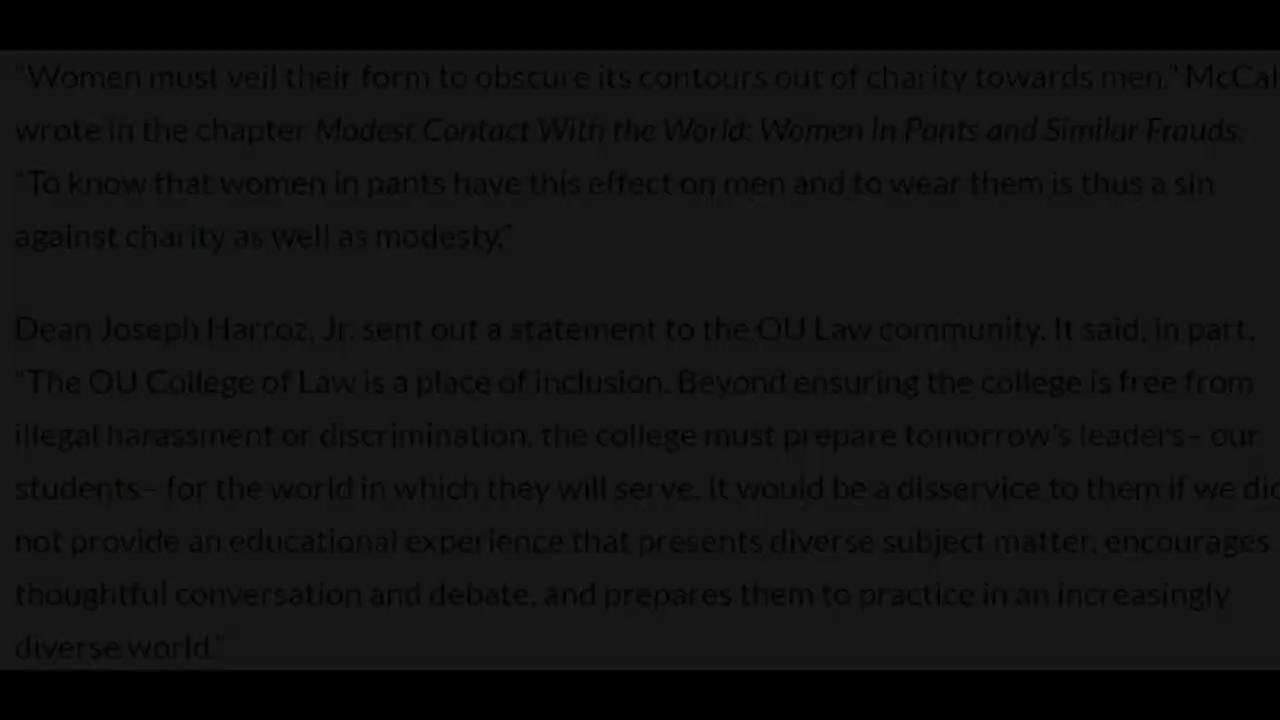 "Women must veil their form to obscure its contours out of charity towards men," McCal
wrote in the chapter Modest Contact With the World: Women In Pants and Similar Frauds.
"To know that women in pants have this effect on men and to wear them is thus a sin
against charity as well as modesty."
Dean Joseph Harroz, Jr. sent out a statement to the OU Law community. It said, in part,
"The OU College of Law is a place of inclusion. Beyond ensuring the college is free from
illegal harassment or discrimination, the college must prepare tomorrow's leaders- our
students- for the world in which they will serve. It would be a disservice to them if we did
not provide an educational experience that presents diverse subject matter, encourages
thoughtful conversation and debate, and prepares them to practice in an increasingly
diverse world."